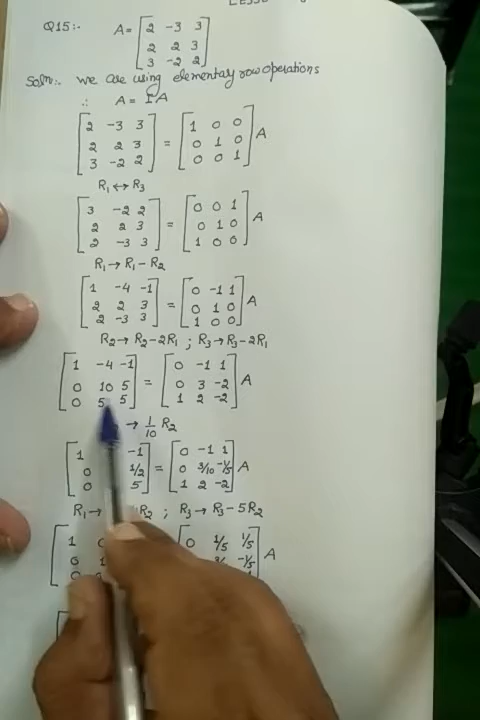 Q15:- A = [2 -3 3
2 2 3
3 -2 2]
Soln:- we are using elementary row operations
∴ A = IA
[2 -3 3] = [1 0 0] A
[2 2 3] [0 1 0]
[3 -2 2] [0 0 1]
R1 ↔ R3
[3 -2 2] = [0 0 1] A
[2 2 3] [0 1 0]
[2 -3 3] [1 0 0]
R1 → R1 - R2
[1 -4 -1] = [0 -1 1] A
[2 2 3] [0 1 0]
[2 -3 3] [1 0 0]
R2 → R2 - 2R1 ; R3 → R3 - 2R1
[1 -4 -1] = [0 -1 1] A
[0 10 5] [0 3 -2]
[0 5 5] [1 2 -2]
→ 1/10 R2
[1 -1] = [0 -1 1] A
[0 1/2] [0 3/10 -1/5]
[0 5] [1 2 -2]
R1 → R2 ; R3 → R3 - 5R2
[1 0 [0 1/5 1/5] A
[0 1 -1/5]